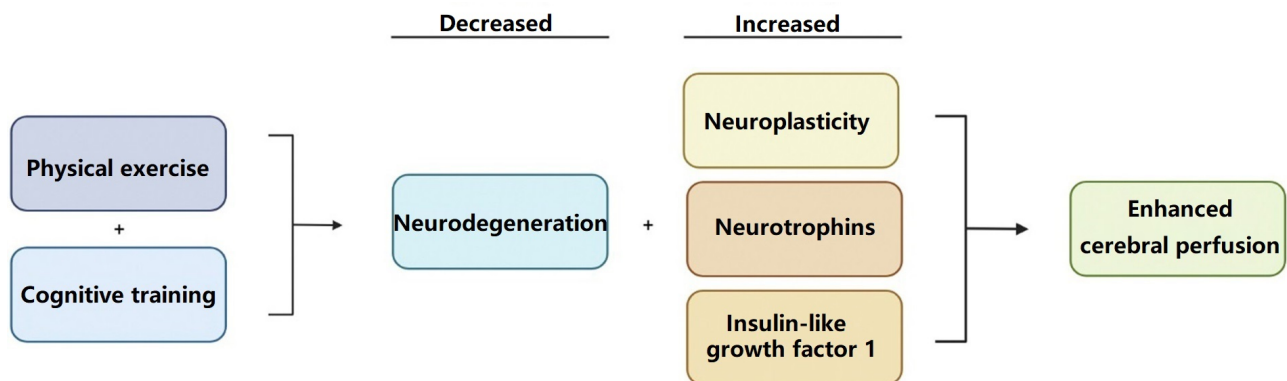 Decreased
Increased
Physical exercise
+
Cognitive training
Neurodegeneration
+
Neuroplasticity
Neurotrophins
Insulin-like
growth factor 1
Enhanced
cerebral perfusion